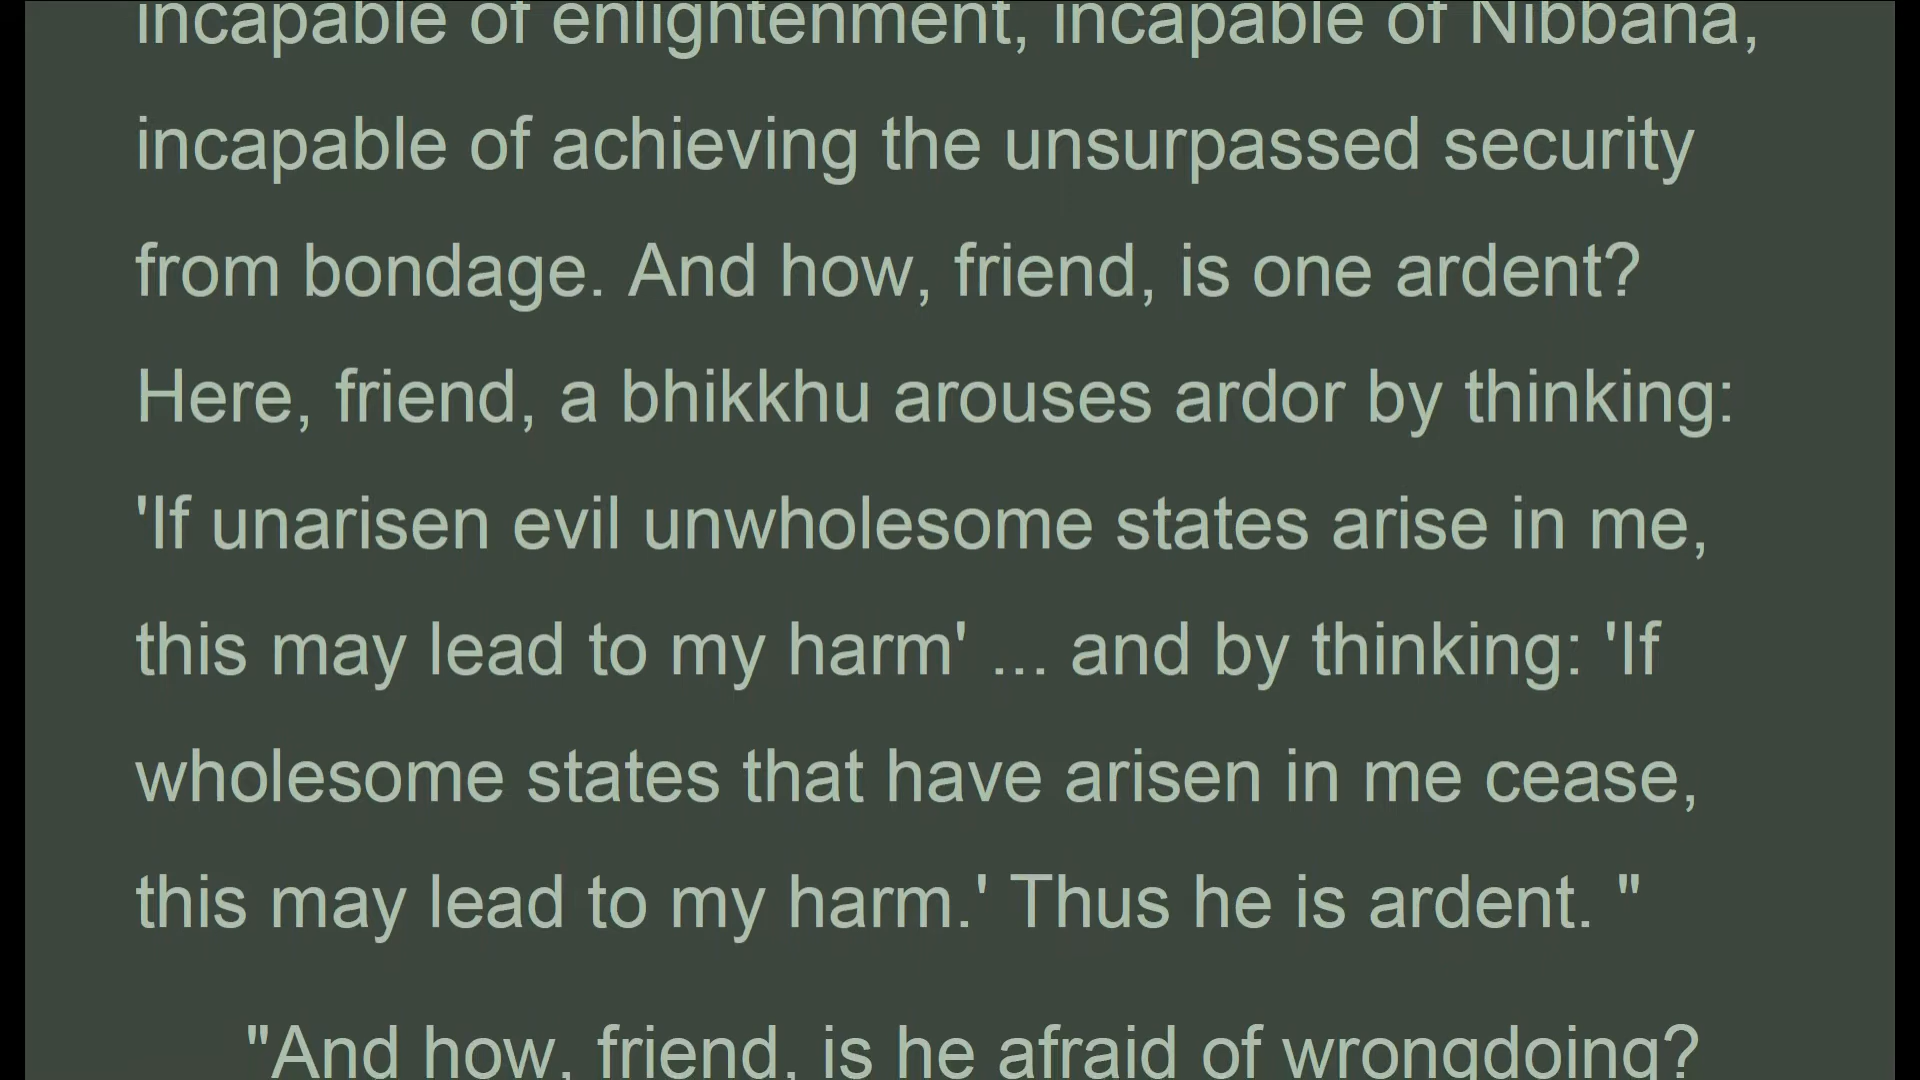 incapable of enlightenment, incapable of Nibbana,
incapable of achieving the unsurpassed security
from bondage. And how, friend, is one ardent?
Here, friend, a bhikkhu arouses ardor by thinking:
'If unarisen evil unwholesome states arise in me,
this may lead to my harm' ... and by thinking: 'If
wholesome states that have arisen in me cease,
this may lead to my harm.' Thus he is ardent. "
"And how, friend, is he afraid of wrongdoing?